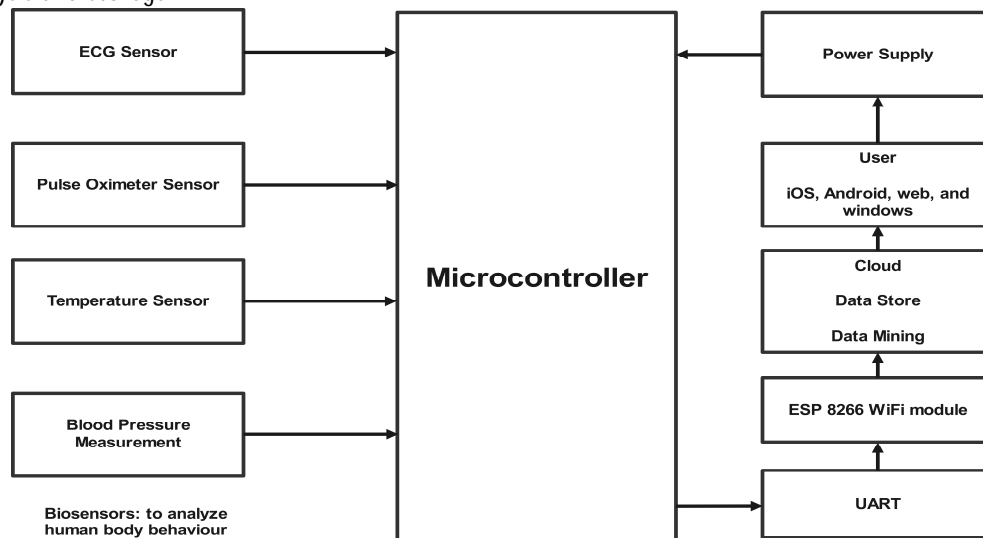 ECG Sensor
Pulse Oximeter Sensor
Temperature Sensor
Blood Pressure
Measurement
Biosensors: to analyze
human body behaviour
Microcontroller
Power Supply
User
iOS, Android, web, and
windows
Cloud
Data Store
Data Mining
ESP 8266 WiFi module
UART